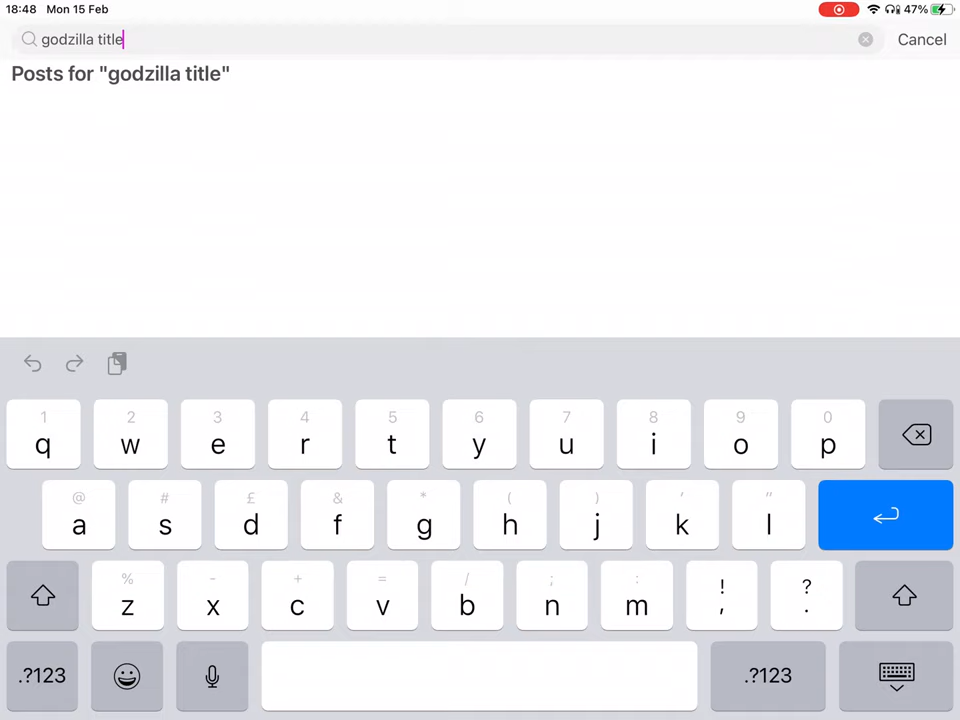 18:48 Mon 15 Feb 47%
godzilla title Cancel
Posts for "godzilla title"
1 2 3 4 5 6 7 8 9 0
q w e r t y u i o p
@ # £ & * ( ) ' "
a s d f g h j k l
% - + = / ; : ! ?
z x c v b n m , .
.?123 .?123